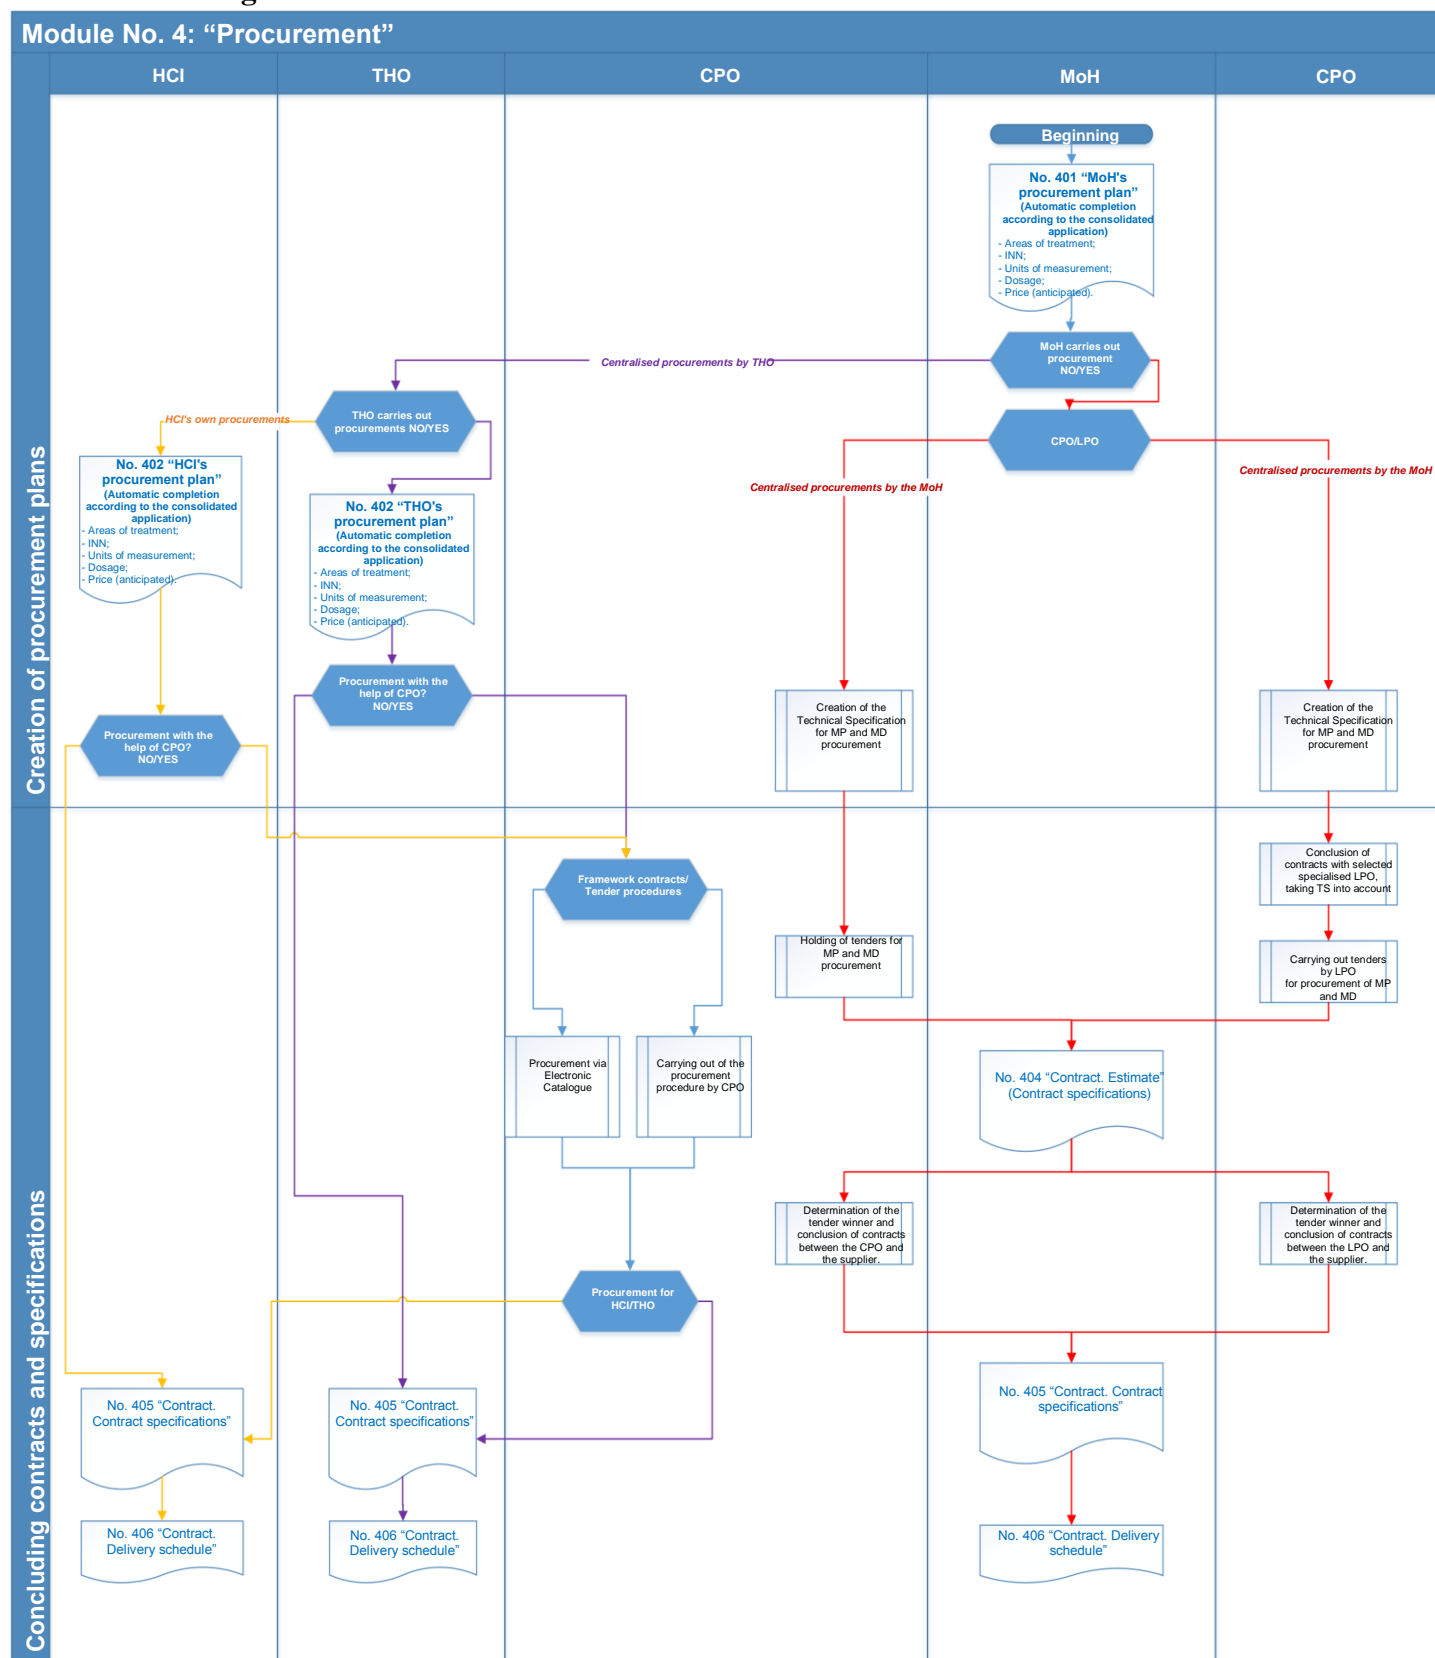 Module No. 4: “Procurement”
HCI
THO
CPO
MoH
CPO
Creation of procurement plans
Concluding contracts and specifications
Beginning
No. 401 “MoH's
procurement plan”
(Automatic completion
according to the consolidated
application)
- Areas of treatment;
- INN;
- Units of measurement;
- Dosage;
- Price (anticipated).
MoH carries out
procurement
NO/YES
Centralised procurements by THO
THO carries out
procurements NO/YES
HCI's own procurements
CPO/LPO
Centralised procurements by the MoH
Centralised procurements by the MoH
No. 402 “HCI's
procurement plan”
(Automatic completion
according to the consolidated
application)
- Areas of treatment;
- INN;
- Units of measurement;
- Dosage;
- Price (anticipated).
No. 402 “THO's
procurement plan”
(Automatic completion
according to the consolidated
application)
- Areas of treatment;
- INN;
- Units of measurement;
- Dosage;
- Price (anticipated).
Procurement with the
help of CPO?
NO/YES
Procurement with the
help of CPO?
NO/YES
Creation of the
Technical Specification
for MP and MD
procurement
Creation of the
Technical Specification
for MP and MD
procurement
Framework contracts/
Tender procedures
Conclusion of
contracts with selected
specialised LPO,
taking TS into account
Holding of tenders for
MP and MD
procurement
Carrying out tenders
by LPO
for procurement of MP
and MD
Procurement via
Electronic
Catalogue
Carrying out of the
procurement
procedure by CPO
No. 404 “Contract. Estimate”
(Contract specifications)
Determination of the
tender winner and
conclusion of contracts
between the CPO and
the supplier.
Determination of the
tender winner and
conclusion of contracts
between the LPO and
the supplier.
Procurement for
HCI/THO
No. 405 “Contract.
Contract specifications”
No. 405 “Contract.
Contract specifications”
No. 405 “Contract. Contract
specifications”
No. 406 “Contract.
Delivery schedule”
No. 406 “Contract.
Delivery schedule”
No. 406 “Contract. Delivery
schedule”